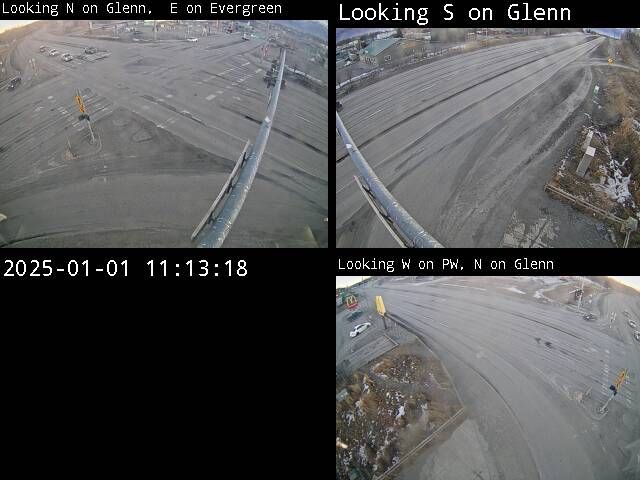 Looking N on Glenn,  E on Evergreen
Looking S on Glenn
2025-01-01 11:13:18
Looking W on PW, N on Glenn